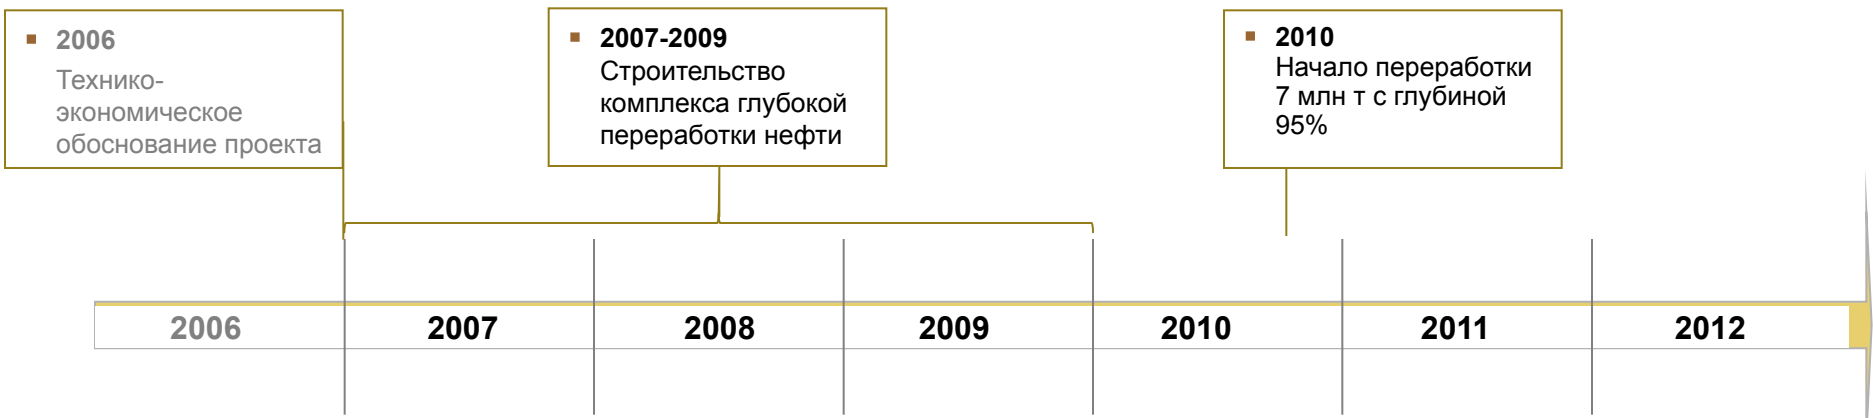 2006
Технико-
экономическое
обоснование проекта
2007-2009
Строительство
комплекса глубокой
переработки нефти
2010
Начало переработки
7 млн т с глубиной
95%
2006 2007 2008 2009 2010 2011 2012